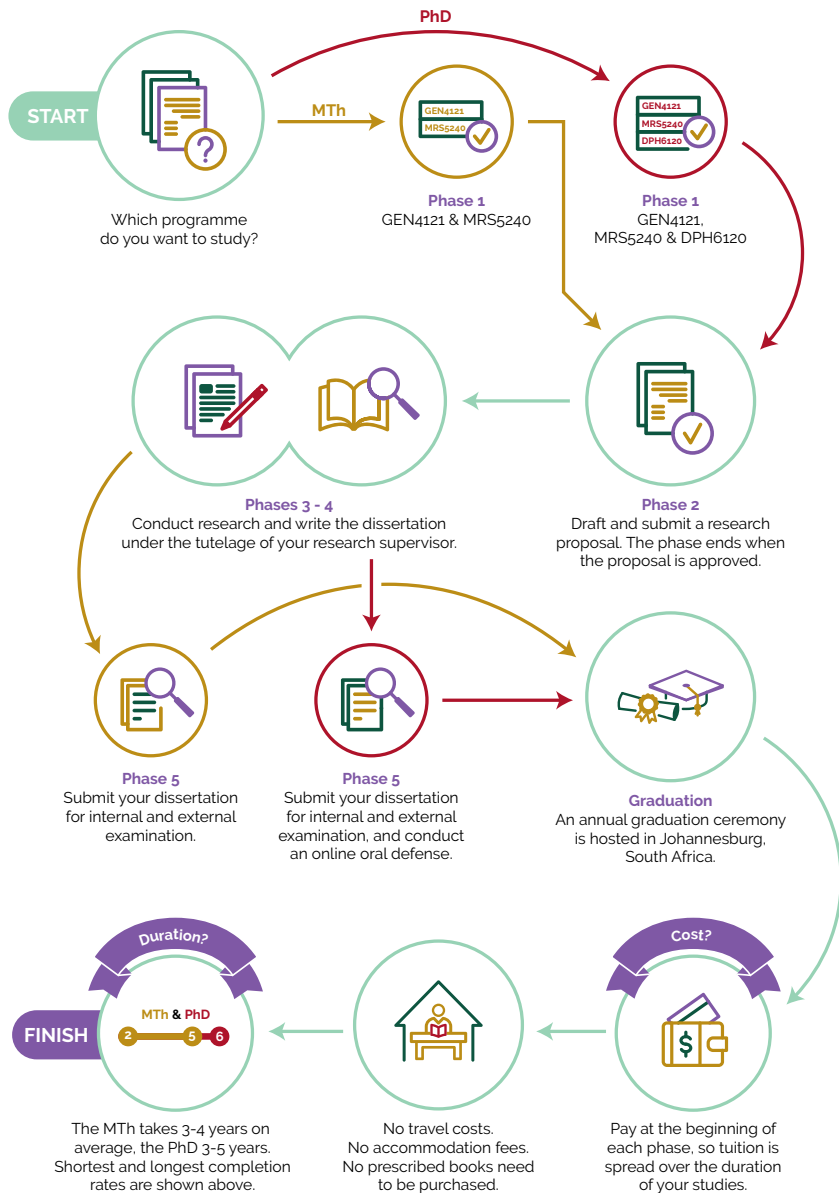 PhD
START
?
Which programme
do you want to study?
MTh
GEN4121
MRS5240
Phase 1
GEN4121 & MRS5240
GEN4121
MRS5240
DPH6120
Phase 1
GEN4121,
MRS5240 & DPH6120
Phases 3 - 4
Conduct research and write the dissertation
under the tutelage of your research supervisor.
Phase 2
Draft and submit a research
proposal. The phase ends when
the proposal is approved.
Phase 5
Submit your dissertation
for internal and external
examination.
Phase 5
Submit your dissertation
for internal and external
examination, and conduct
an online oral defense.
Graduation
An annual graduation ceremony
is hosted in Johannesburg,
South Africa.
Duration?
MTh & PhD
2 5 6
FINISH
The MTh takes 3-4 years on
average, the PhD 3-5 years.
Shortest and longest completion
rates are shown above.
No travel costs.
No accommodation fees.
No prescribed books need
to be purchased.
Cost?
$
Pay at the beginning of
each phase, so tuition is
spread over the duration
of your studies.